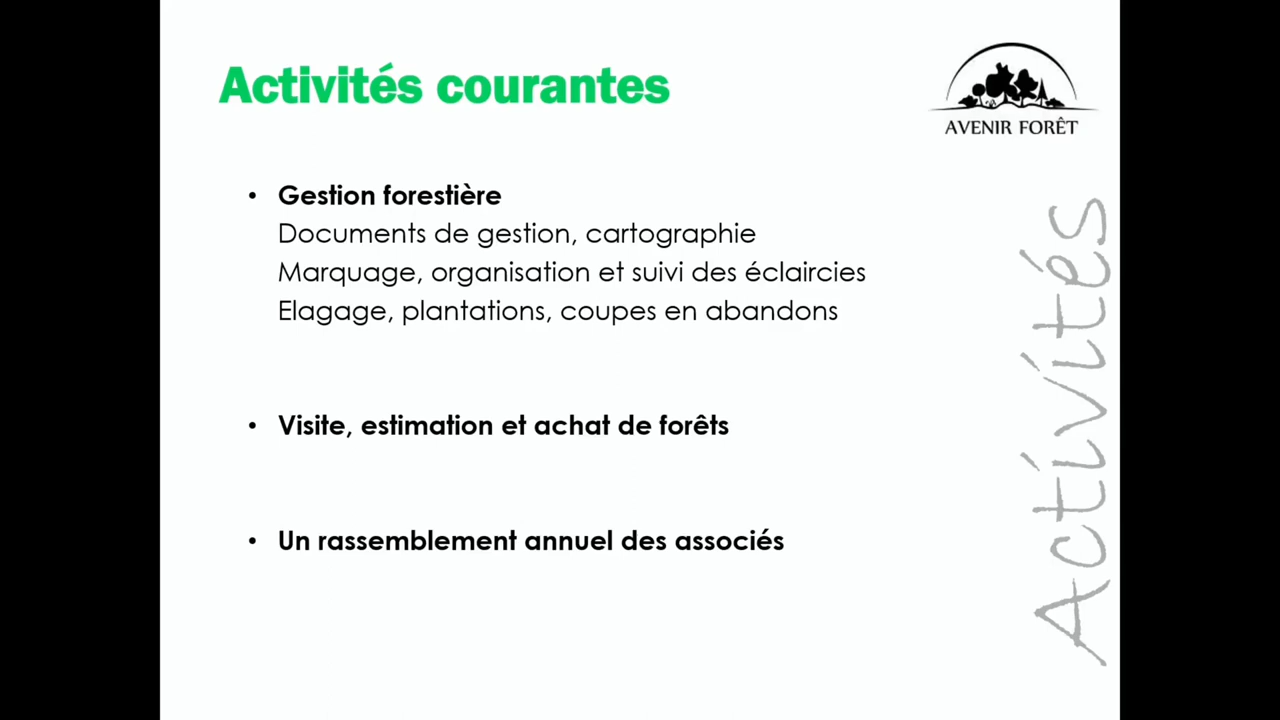 Activités courantes
AVENIR FORÊT
• Gestion forestière
Documents de gestion, cartographie
Marquage, organisation et suivi des éclaircies
Elagage, plantations, coupes en abandons
• Visite, estimation et achat de forêts
• Un rassemblement annuel des associés
Activités